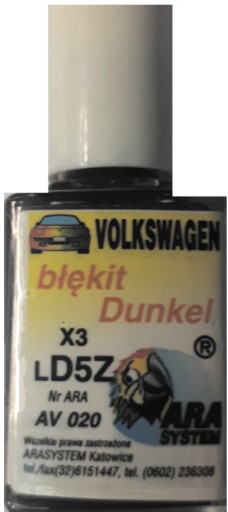 VOLKSWAGEN
błękit
Dunkel
X3
LD5Z
Nr ARA
AV 020
®
ARA
SYSTEM
Wszelkie prawa zastrzeżone
ARASYSTEM Katowice
tel./fax(32)6151447, tel. (0602) 236308